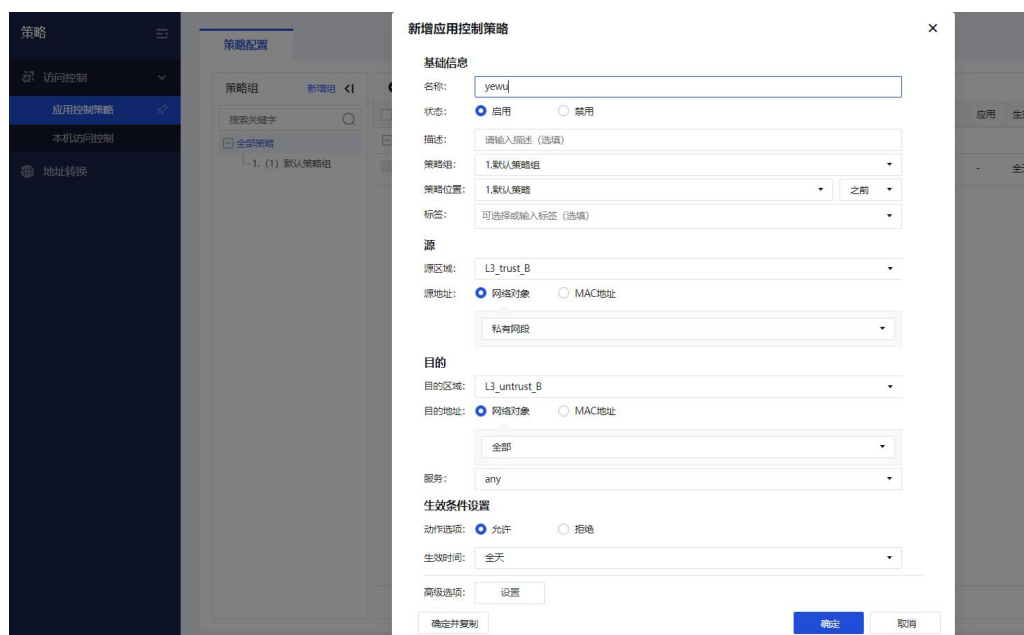 策略
访问控制
应用控制策略
本机访问控制
地址转换
策略配置
策略组 新增组
搜索关键字
全部策略
1. (1) 默认策略组
应用
-
新增应用控制策略
基础信息
名称: yewu
状态: 启用 禁用
描述: 请输入描述（选填）
策略组: 1.默认策略组
策略位置: 1.默认策略 之前
标签: 可选择或输入标签（选填）
源
源区域: L3_trust_B
源地址: 网络对象 MAC地址
私有网段
目的
目的区域: L3_untrust_B
目的地址: 网络对象 MAC地址
全部
服务: any
生效条件设置
动作选项: 允许 拒绝
生效时间: 全天
高级选项: 设置
确定并复制 确定 取消